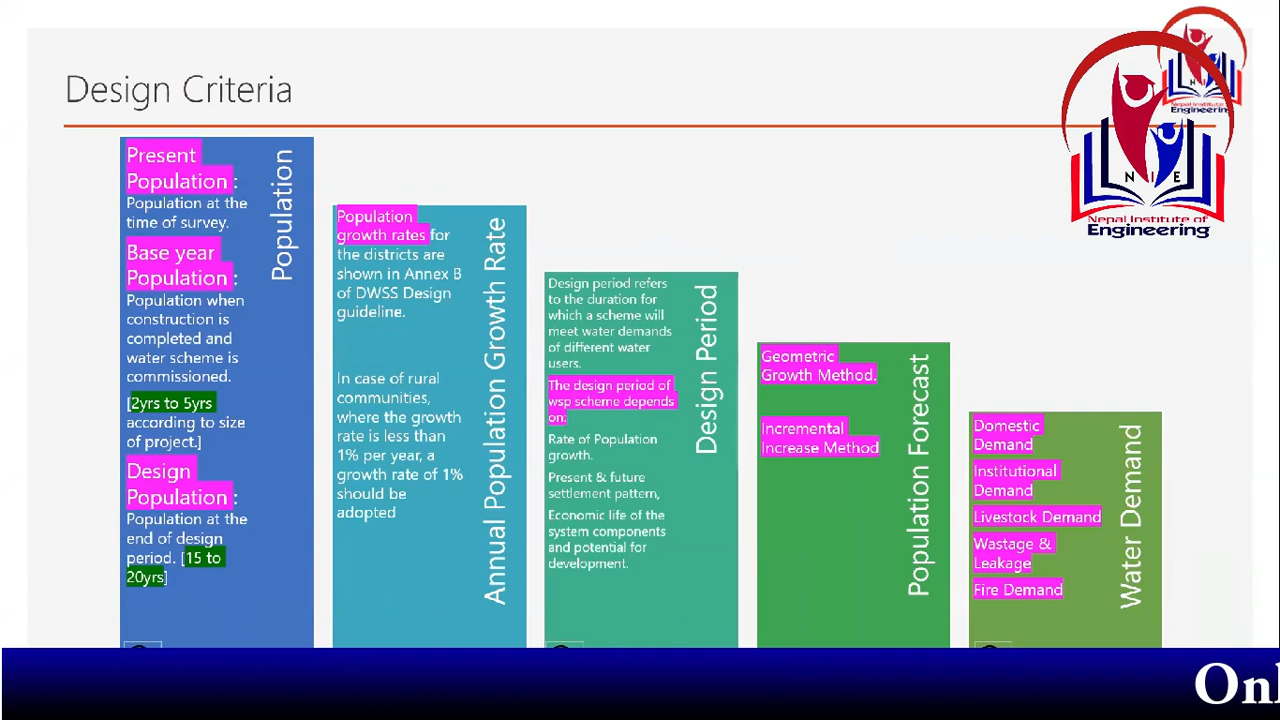 Design Criteria
Present
Population :
Population at the
time of survey.
Base year
Population :
Population when
construction is
completed and
water scheme is
commissioned.
[2yrs to 5yrs
according to size
of project.]
Design
Population :
Population at the
end of design
period. [15 to
20yrs]
Population
Population
growth rates for
the districts are
shown in Annex B
of DWSS Design
guideline.
In case of rural
communities,
where the growth
rate is less than
1% per year, a
growth rate of 1%
should be
adopted
Annual Population Growth Rate
Design period refers
to the duration for
which a scheme will
meet water demands
of different water
users.
The design period of
wsp scheme depends
on:
Rate of Population
growth.
Present & future
settlement pattern,
Economic life of the
system components
and potential for
development.
Design Period
Geometric
Growth Method.
Incremental
Increase Method
Population Forecast
Domestic
Demand
Institutional
Demand
Livestock Demand
Wastage &
Leakage
Fire Demand
Water Demand
N I E
Nepal Institute of
Engineering
Engineering
Onl